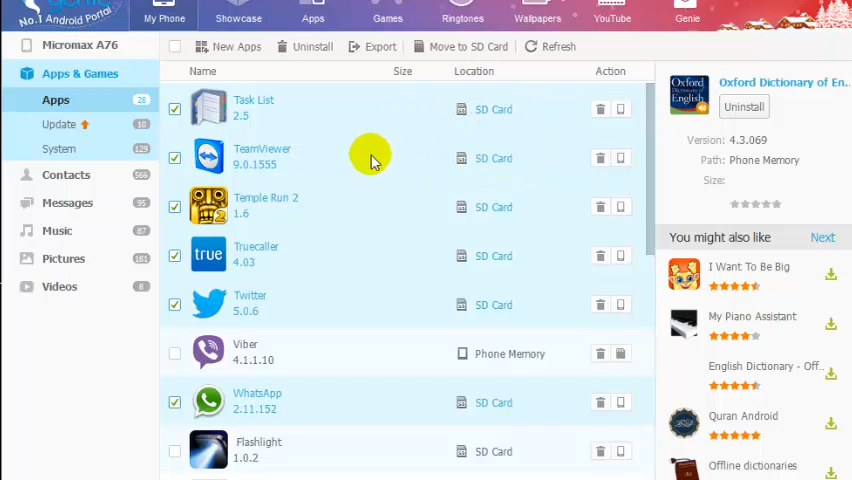 No.1 Android Portal
My Phone Showcase Apps Games Ringtones Wallpapers YouTube Genie
Micromax A76
New Apps Uninstall Export Move to SD Card Refresh
Apps & Games
Apps 28
Update 10
System 129
Contacts 566
Messages 95
Music 87
Pictures 161
Videos 8
Name Size Location Action
Task List
2.5
SD Card
TeamViewer
9.0.1555
SD Card
Temple Run 2
1.6
SD Card
true
Truecaller
4.03
SD Card
Twitter
5.0.6
SD Card
Viber
4.1.1.10
Phone Memory
WhatsApp
2.11.152
SD Card
Flashlight
1.0.2
SD Card
Oxford Dictionary of English
Oxford Dictionary of En..
Uninstall
Version: 4.3.069
Path: Phone Memory
Size:
You might also like Next
I Want To Be Big
My Piano Assistant
English Dictionary - Off..
Quran Android
Offline dictionaries